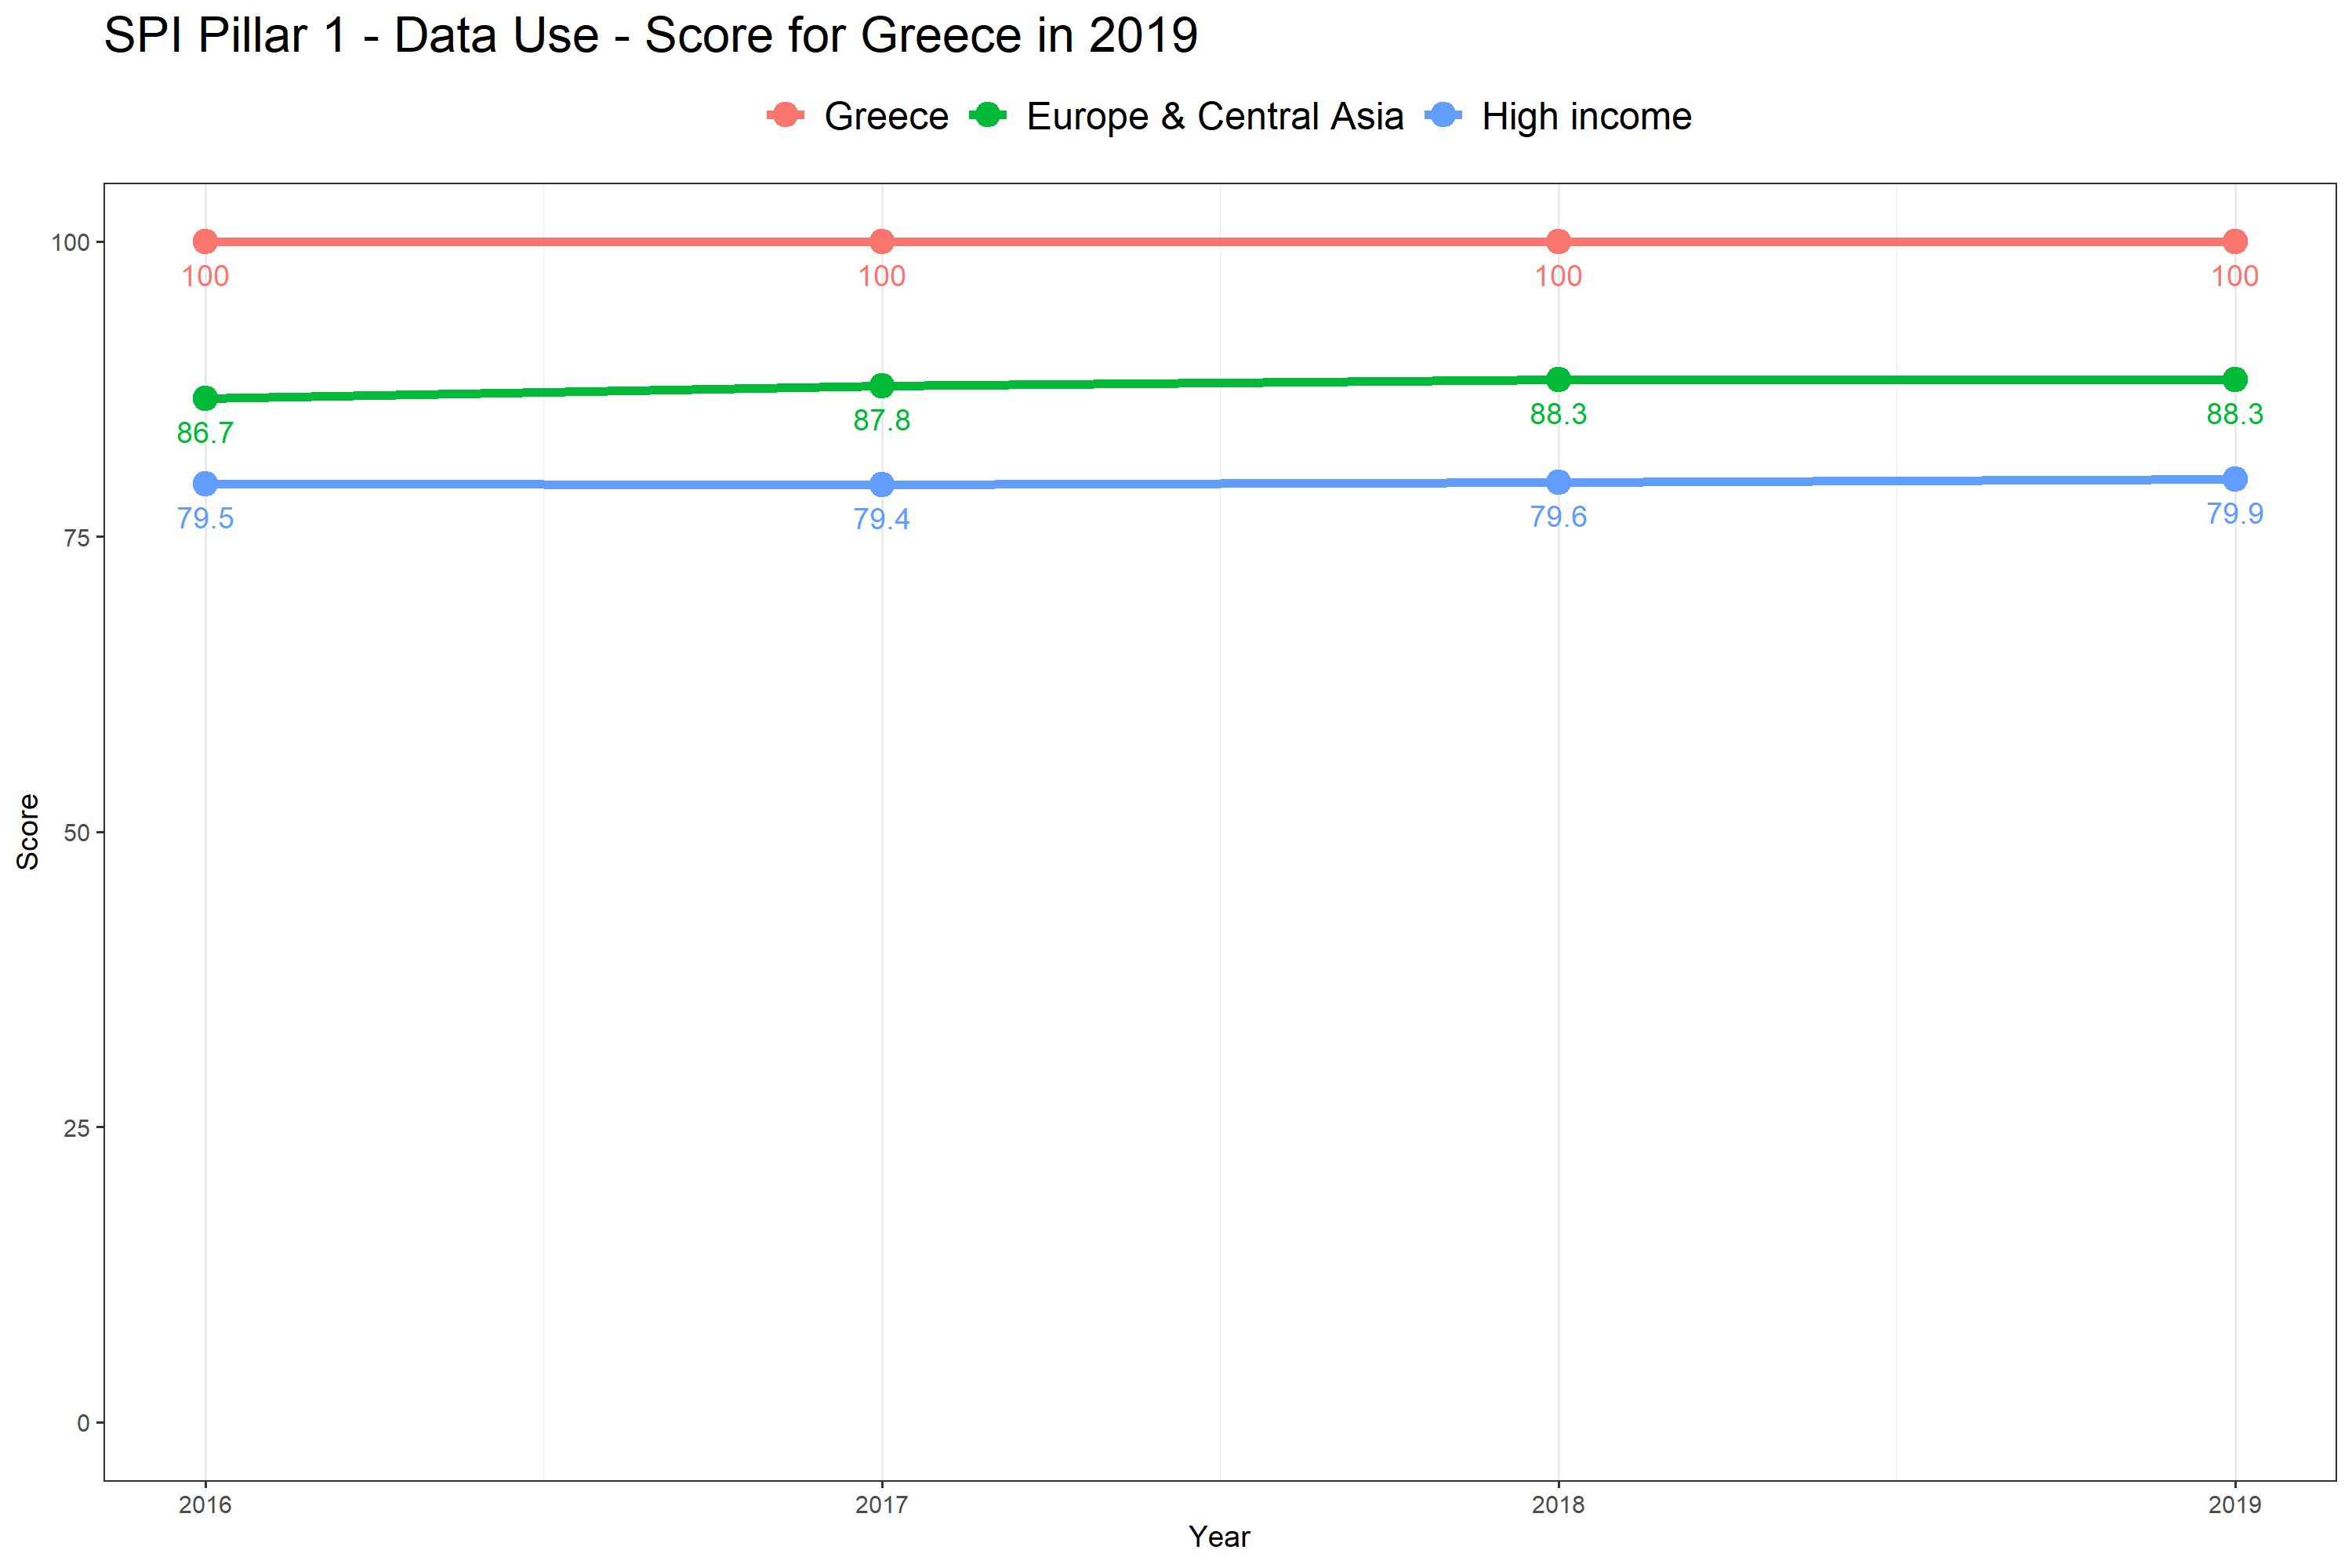 SPI Pillar 1 - Data Use - Score for Greece in 2019
Greece Europe & Central Asia High income
100
75
50
25
0
Score
100 100 100 100
86.7 87.8 88.3 88.3
79.5 79.4 79.6 79.9
2016 2017 2018 2019
Year